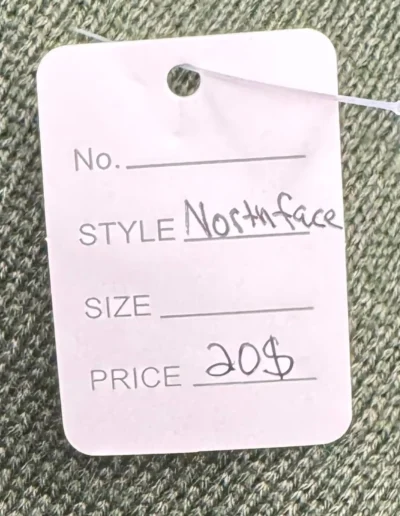 No.
STYLE Northface
SIZE
PRICE 20$